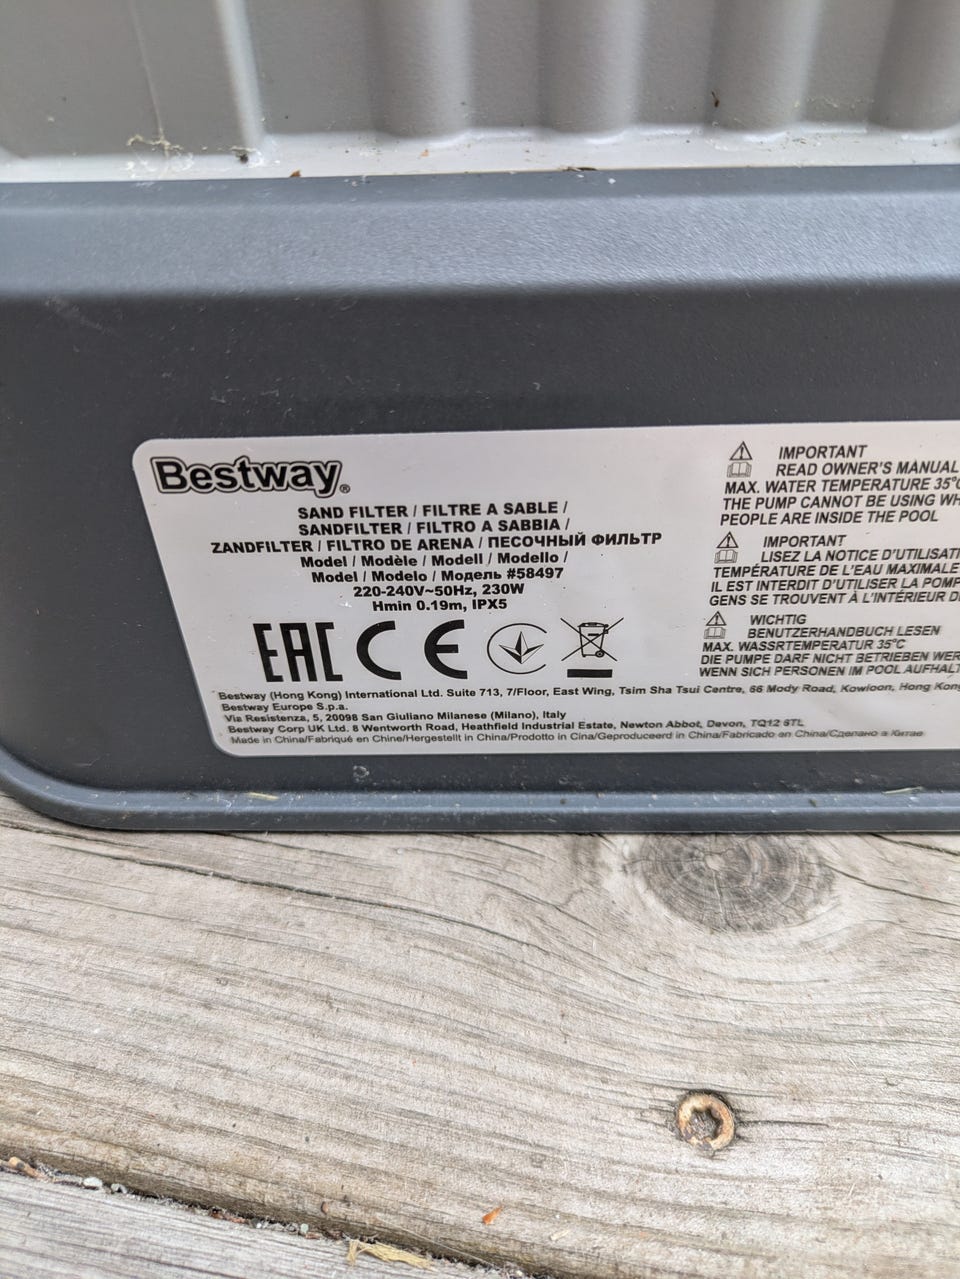 Bestway®
SAND FILTER / FILTRE A SABLE /
SANDFILTER / FILTRO A SABBIA /
ZANDFILTER / FILTRO DE ARENA / ПЕСОЧНЫЙ ФИЛЬТР
Model / Modèle / Modell / Modello /
Model / Modelo / Модель #58497
220-240V~50Hz, 230W
Hmin 0.19m, IPX5
EAC CE
Bestway (Hong Kong) International Ltd. Suite 713, 7/Floor, East Wing, Tsim Sha Tsui Centre, 66 Mody Road, Kowloon, Hong Kong
Bestway Europe S.p.a.
Via Resistenza, 5, 20098 San Giuliano Milanese (Milano), Italy
Bestway Corp UK Ltd. 8 Wentworth Road, Heathfield Industrial Estate, Newton Abbot, Devon, TQ12 6TL
Made in China/Fabriqué en Chine/Hergestellt in China/Prodotto in Cina/Geproduceerd in China/Fabricado en China/Сделано в Китае
IMPORTANT
READ OWNER'S MANUAL
MAX. WATER TEMPERATURE 35°C
THE PUMP CANNOT BE USING WH
PEOPLE ARE INSIDE THE POOL
IMPORTANT
LISEZ LA NOTICE D'UTILISATI
TEMPÉRATURE DE L'EAU MAXIMALE
IL EST INTERDIT D'UTILISER LA POMP
GENS SE TROUVENT À L'INTÉRIEUR D
WICHTIG
BENUTZERHANDBUCH LESEN
MAX. WASSRTEMPERATUR 35°C
DIE PUMPE DARF NICHT BETRIEBEN WER
WENN SICH PERSONEN IM POOL AUFHALT